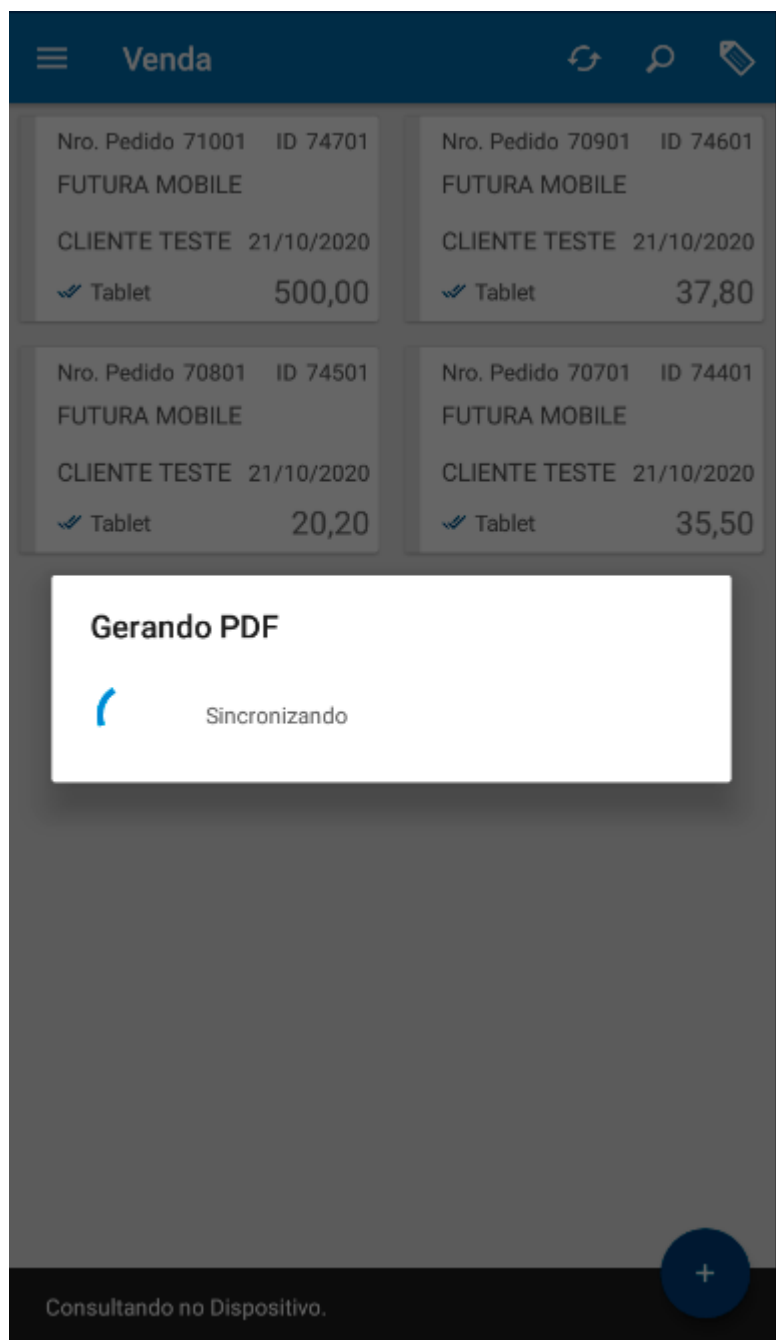 Venda
Nro. Pedido 71001 ID 74701
FUTURA MOBILE
CLIENTE TESTE 21/10/2020
Tablet 500,00
Nro. Pedido 70901 ID 74601
FUTURA MOBILE
CLIENTE TESTE 21/10/2020
Tablet 37,80
Nro. Pedido 70801 ID 74501
FUTURA MOBILE
CLIENTE TESTE 21/10/2020
Tablet 20,20
Nro. Pedido 70701 ID 74401
FUTURA MOBILE
CLIENTE TESTE 21/10/2020
Tablet 35,50
Gerando PDF
Sincronizando
+
Consultando no Dispositivo.